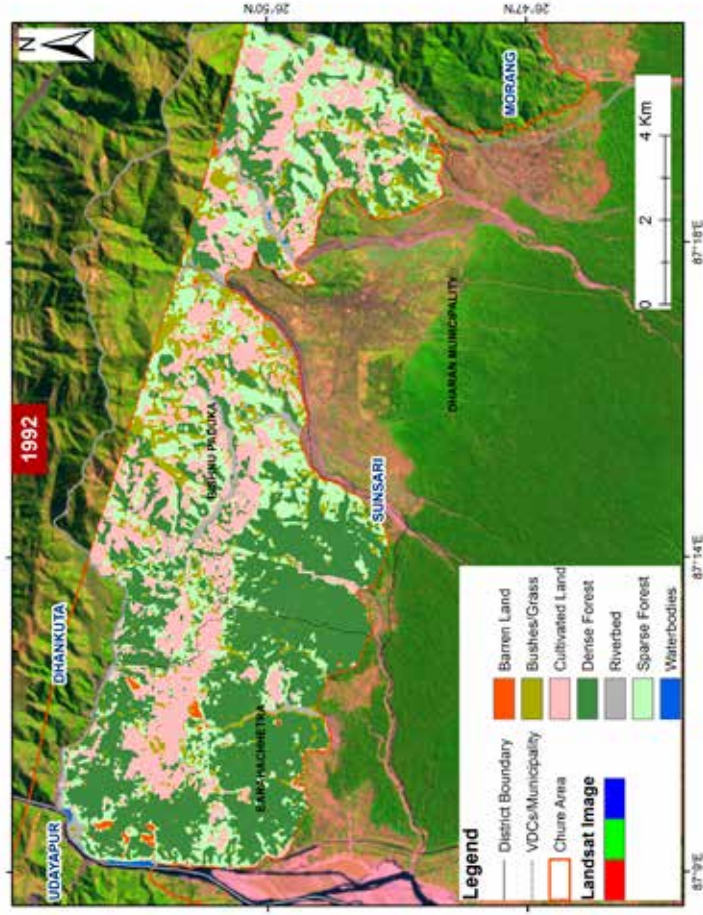 1992
N
26°50'N
26°47'N
UDAYAPUR
DHANKUTA
MORANG
SUNSARI
DHARAN MUNICIPALITY
87°9'E
87°14'E
87°18'E
0 2 4 Km
Legend
District Boundary
VDCs/Municipality
Chure Area
Landsat Image
Barren Land
Bushes/Grass
Cultivated Land
Dense Forest
Riverbed
Sparse Forest
Waterbodies